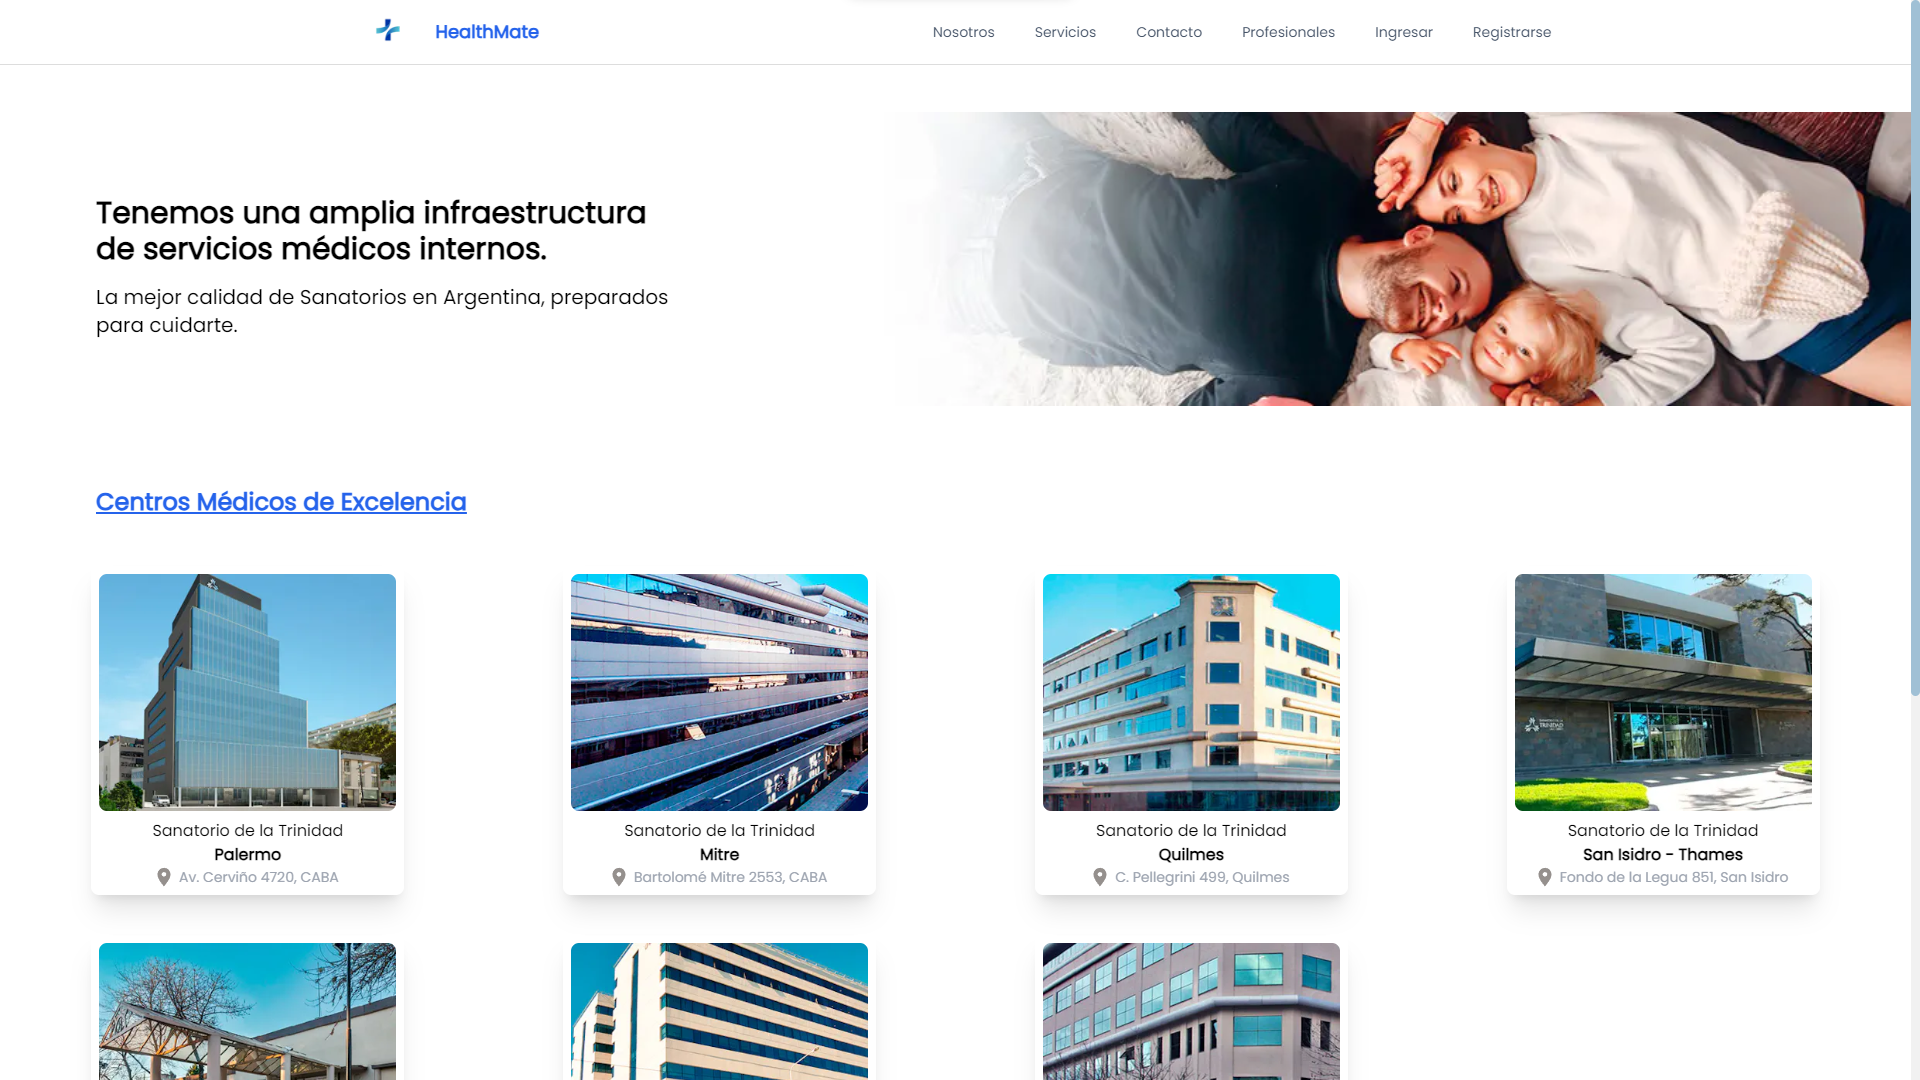 HealthMate
Nosotros
Servicios
Contacto
Profesionales
Ingresar
Registrarse
Tenemos una amplia infraestructura
de servicios médicos internos.
La mejor calidad de Sanatorios en Argentina, preparados
para cuidarte.
Centros Médicos de Excelencia
Sanatorio de la Trinidad
Palermo
Av. Cerviño 4720, CABA
Sanatorio de la Trinidad
Mitre
Bartolomé Mitre 2553, CABA
Sanatorio de la Trinidad
Quilmes
C. Pellegrini 499, Quilmes
TRINIDAD
Sanatorio de la Trinidad
San Isidro - Thames
Fondo de la Legua 851, San Isidro